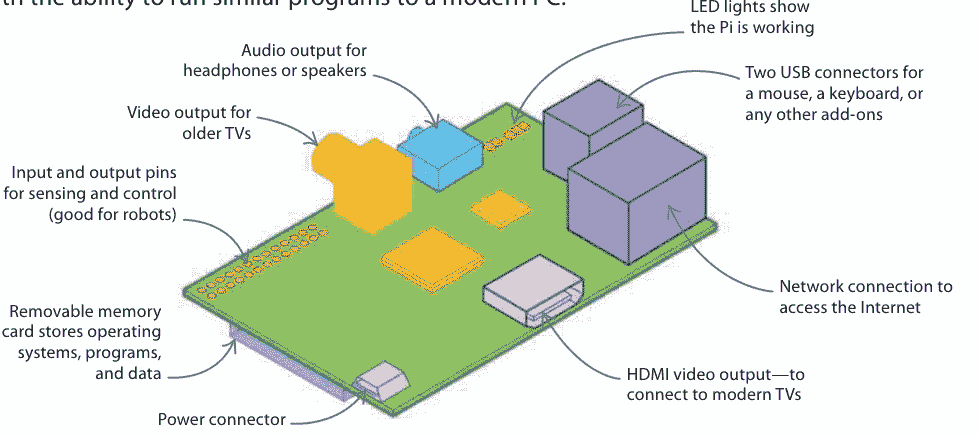 the ability to run similar programs to a modern PC.
LED lights show
the Pi is working
Audio output for
headphones or speakers
Two USB connectors for
a mouse, a keyboard, or
any other add-ons
Video output for
older TVs
Input and output pins
for sensing and control
(good for robots)
Network connection to
access the Internet
Removable memory
card stores operating
systems, programs,
and data
HDMI video output—to
connect to modern TVs
Power connector